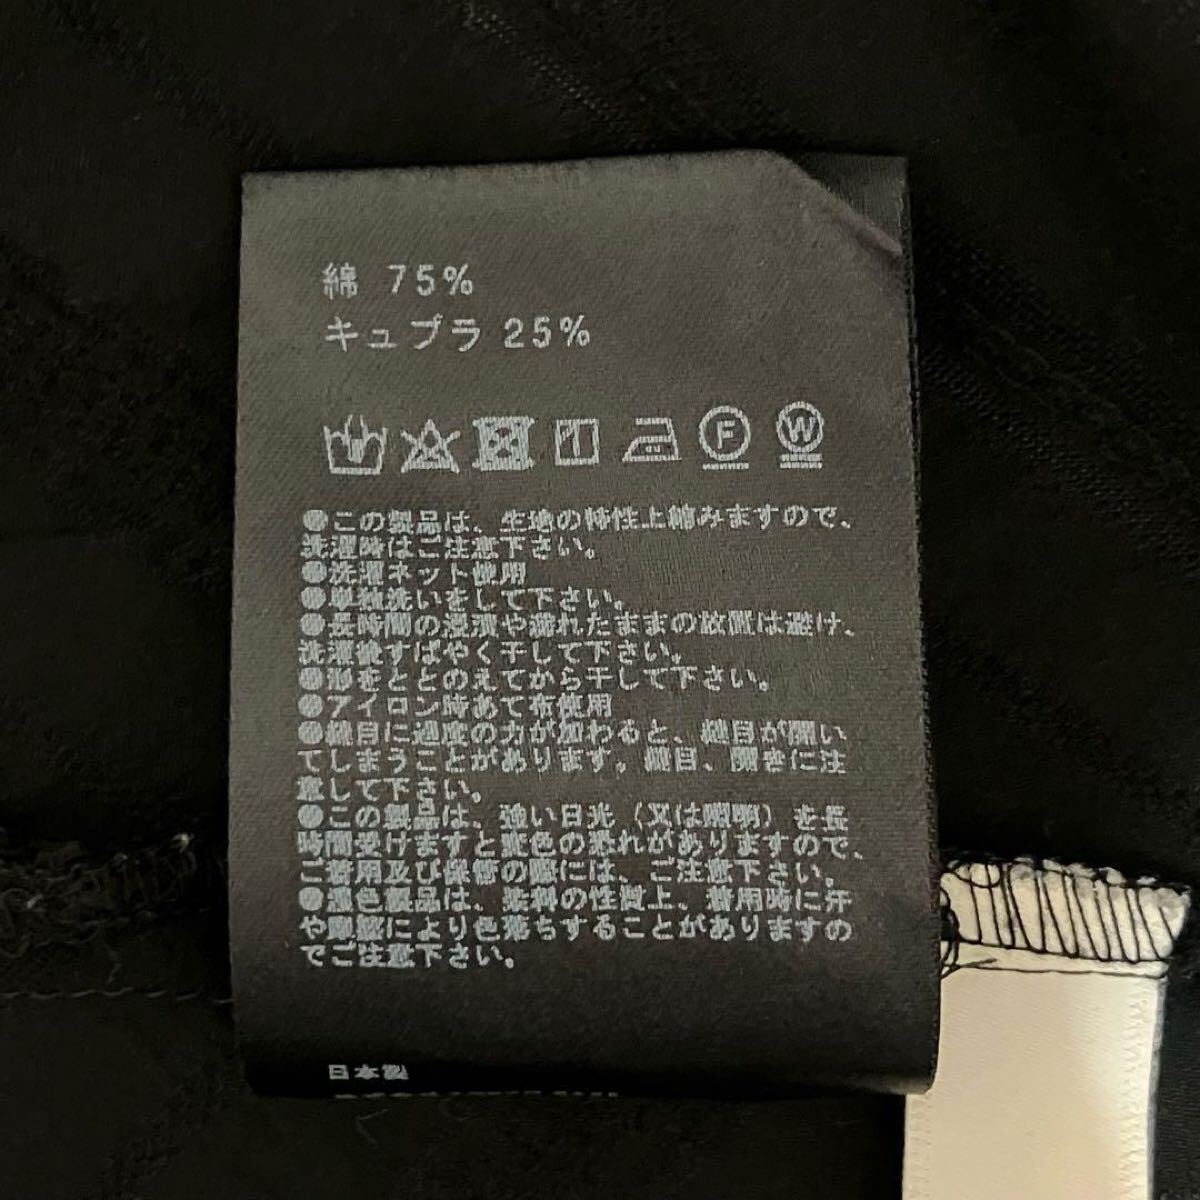 綿 75%
キュプラ 25%
F W
●この製品は、生地の特性上縮みますので、
洗濯時はご注意下さい。
●洗濯ネット使用
●単独洗いをして下さい。
●長時間の浸漬や濡れたままの放置は避け、
洗濯後すばやく干して下さい。
●形をととのえてから干して下さい。
●アイロン時あて布使用
●縫目に過度の力が加わると、縫目が開い
てしまうことがあります。縫目、開きに注
意して下さい。
●この製品は、強い日光（又は照明）を長
時間受けますと変色の恐れがありますので、
ご着用及び保管の際には、ご注意下さい。
●濃色製品は、染料の性質上、着用時に汗
や摩擦により色落ちすることがありますの
でご注意下さい。
日本製